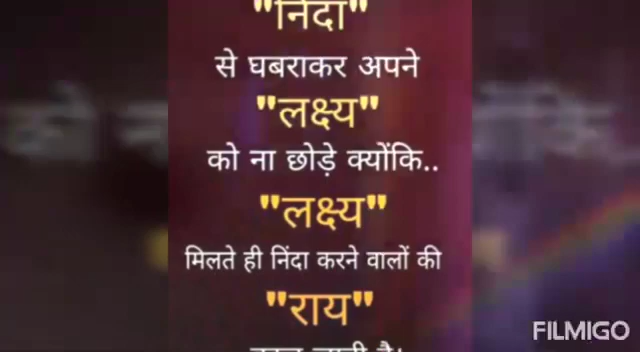 "निंदा"
से घबराकर अपने
"लक्ष्य"
को ना छोड़े क्योंकि..
"लक्ष्य"
मिलते ही निंदा करने वालों की
"राय"
FILMIGO